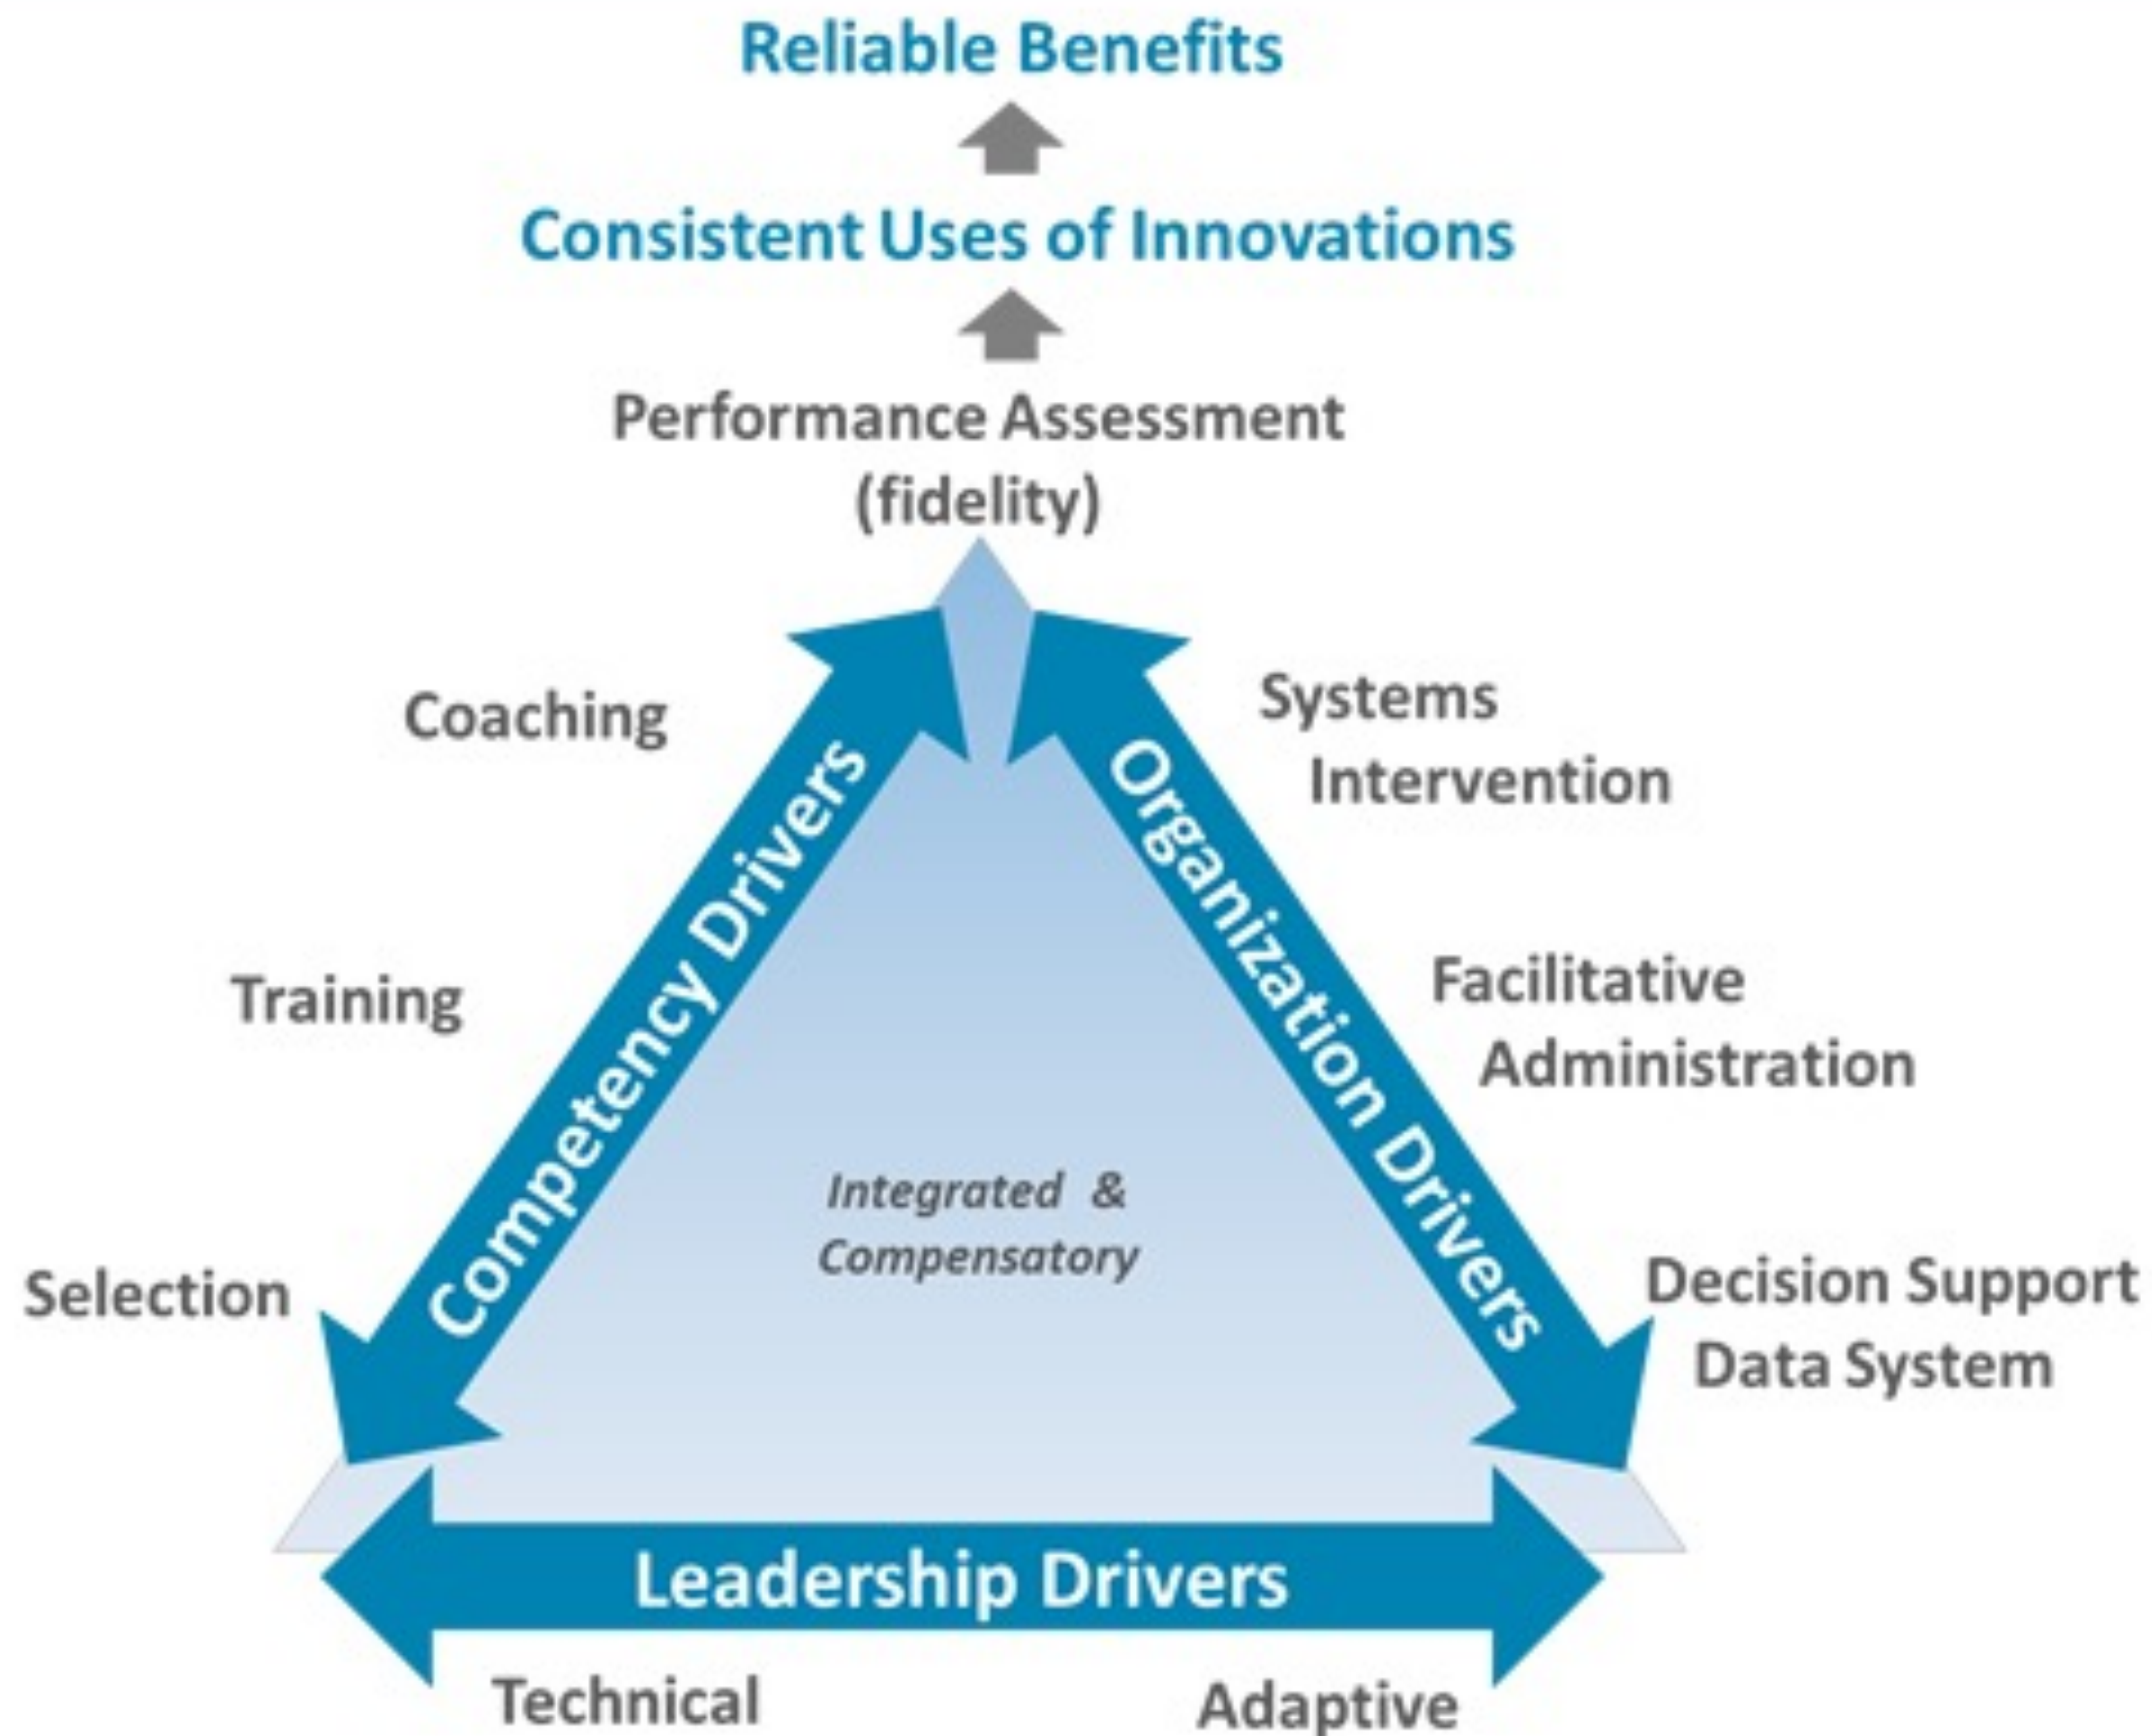 Reliable Benefits
Consistent Uses of Innovations
Performance Assessment
(fidelity)
Coaching
Training
Selection
Competency Drivers
Organization Drivers
Systems
Intervention
Facilitative
Administration
Decision Support
Data System
Integrated &
Compensatory
Leadership Drivers
Technical
Adaptive